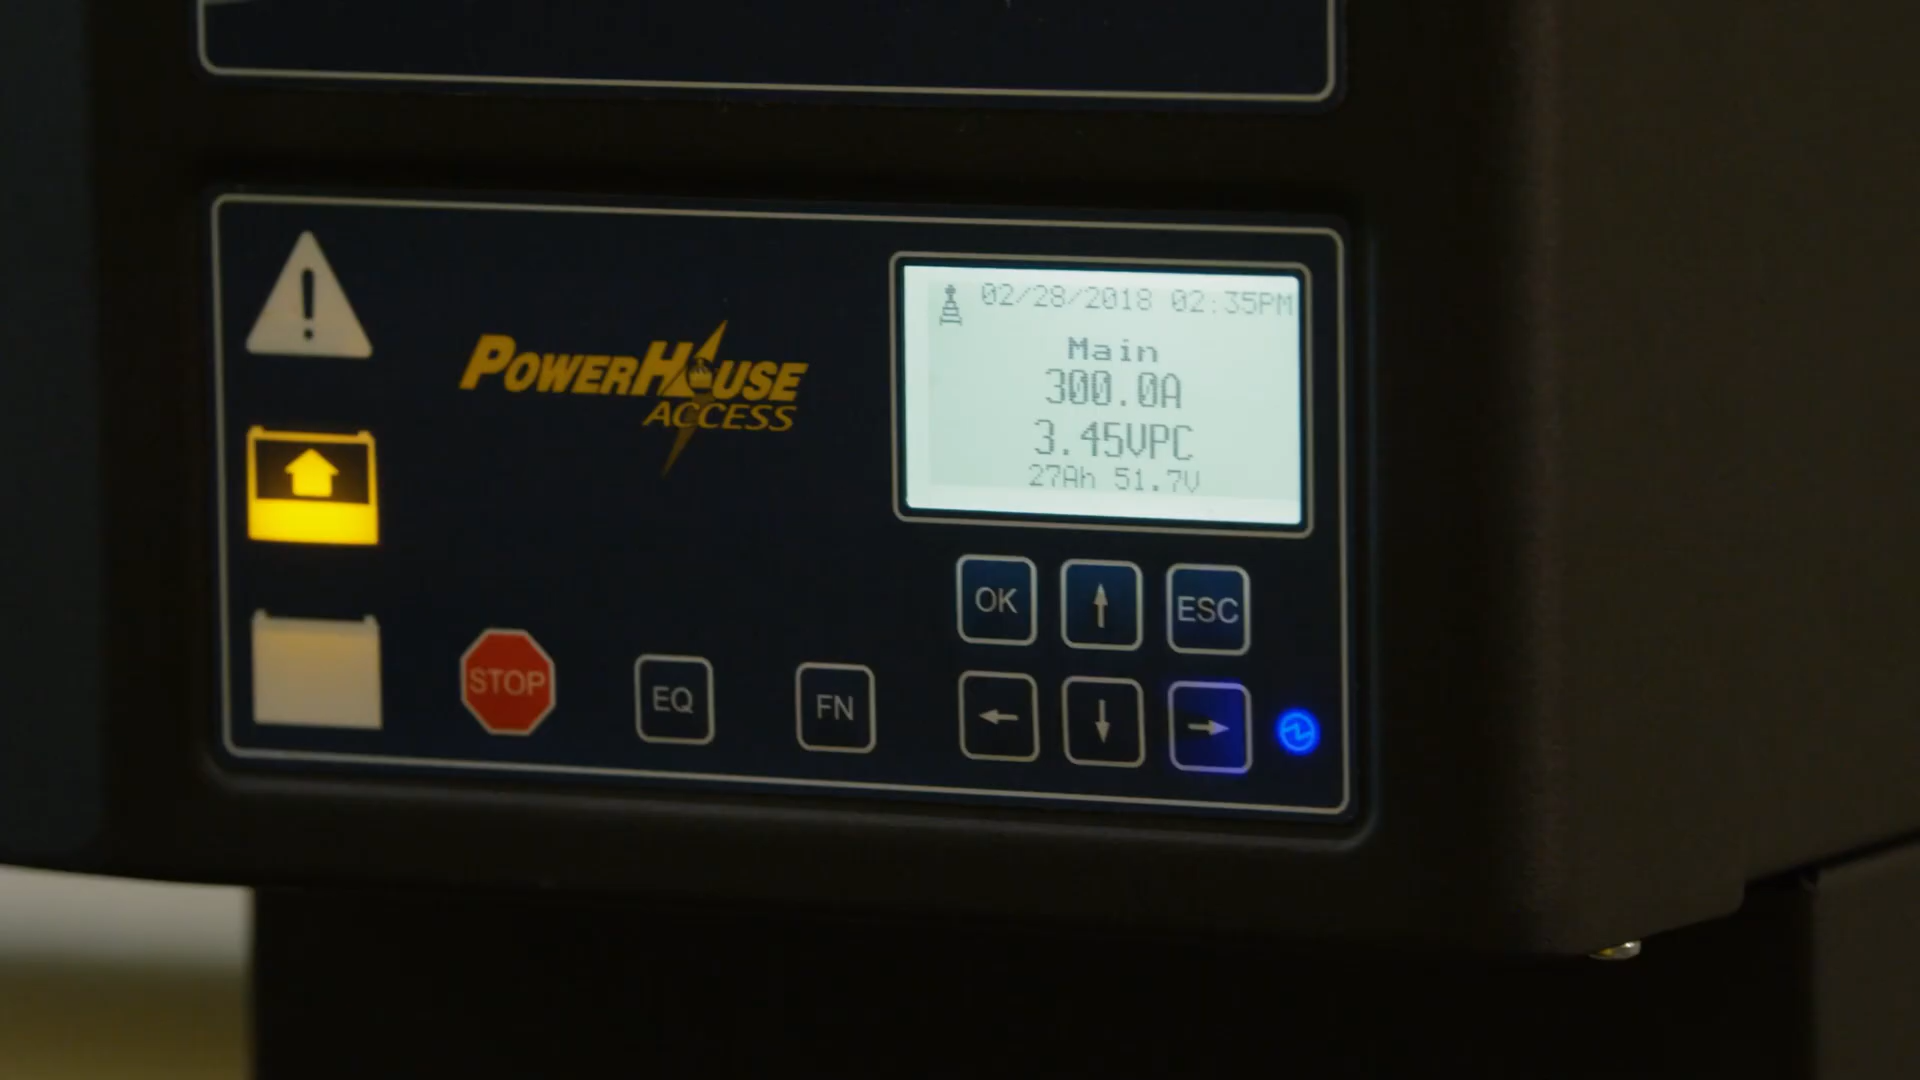 02/28/2018 02:35PM
Main
300.0A
3.45VPC
27Ah 51.7V
POWERHOUSE
ACCESS
OK
ESC
STOP
EQ
FN